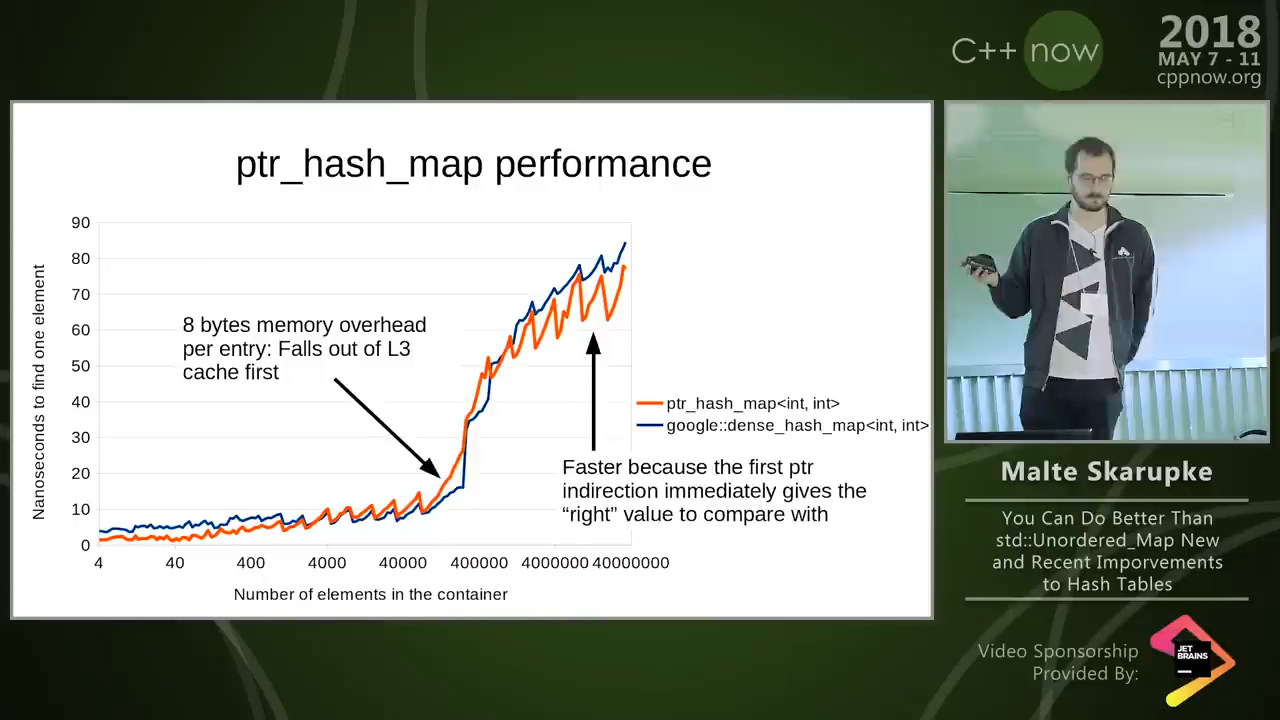 C++ now
2018
MAY 7 - 11
cppnow.org
ptr_hash_map performance
90
80
70
60
50
40
30
20
10
0
Nanoseconds to find one element
8 bytes memory overhead
per entry: Falls out of L3
cache first
ptr_hash_map<int, int>
google::dense_hash_map<int, int>
Faster because the first ptr
indirection immediately gives the
“right” value to compare with
4 40 400 4000 40000 400000 4000000 40000000
Number of elements in the container
Malte Skarupke
You Can Do Better Than
std::Unordered_Map New
and Recent Imporvements
to Hash Tables
Video Sponsorship
Provided By:
JET
BRAINS